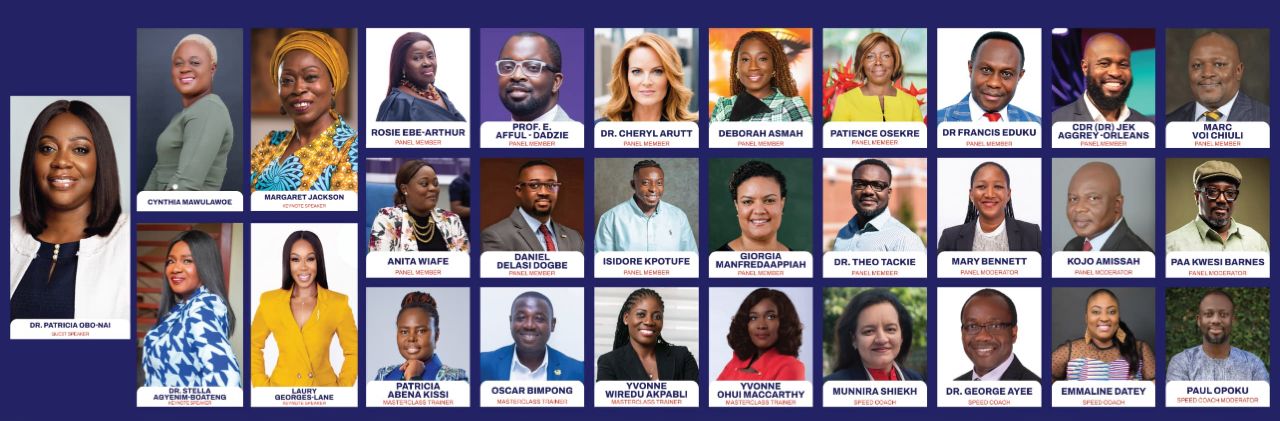 DR. PATRICIA OBO-NAI
GUEST SPEAKER
CYNTHIA MAWULAWOE
MARGARET JACKSON
KEYNOTE SPEAKER
DR. STELLA
AGYENIM-BOATENG
KEYNOTE SPEAKER
LAURY
GEORGES-LANE
KEYNOTE SPEAKER
ROSIE EBE-ARTHUR
PANEL MEMBER
PROF. E.
AFFUL - DADZIE
PANEL MEMBER
DR. CHERYL ARUTT
PANEL MEMBER
DEBORAH ASMAH
PANEL MEMBER
PATIENCE OSEKRE
PANEL MEMBER
DR FRANCIS EDUKU
PANEL MEMBER
CDR (DR) JEK
AGGREY-ORLEANS
PANEL MEMBER
MARC
VOI CHIULI
PANEL MEMBER
ANITA WIAFE
PANEL MEMBER
DANIEL
DELASI DOGBE
PANEL MEMBER
ISIDORE KPOTUFE
PANEL MEMBER
GIORGIA
MANFREDAAPPIAH
PANEL MEMBER
DR. THEO TACKIE
PANEL MEMBER
MARY BENNETT
PANEL MODERATOR
KOJO AMISSAH
PANEL MODERATOR
PAA KWESI BARNES
PANEL MODERATOR
PATRICIA
ABENA KISSI
MASTERCLASS TRAINER
OSCAR BIMPONG
MASTERCLASS TRAINER
YVONNE
WIREDU AKPABLI
MASTERCLASS TRAINER
YVONNE
OHUI MACCARTHY
MASTERCLASS TRAINER
MUNNIRA SHIEKH
SPEED COACH
DR. GEORGE AYEE
SPEED COACH
EMMALINE DATEY
SPEED COACH
PAUL OPOKU
SPEED COACH MODERATOR